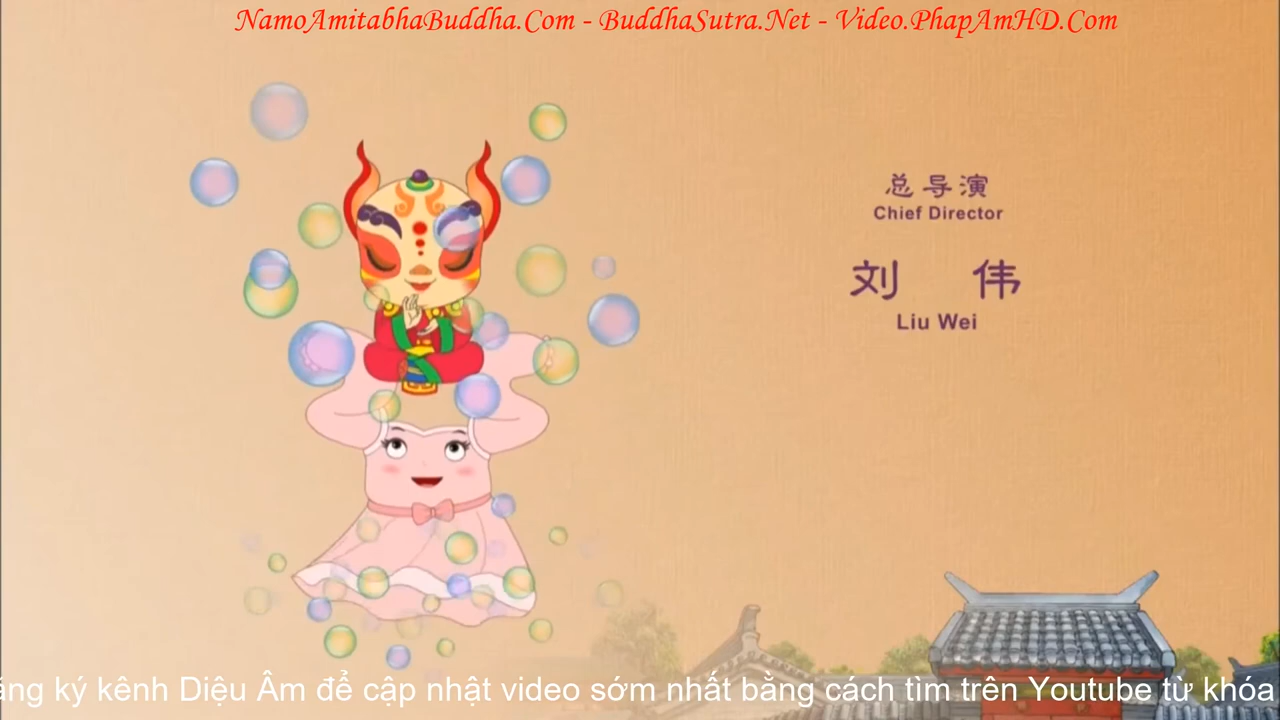 NamoAmitabhaBuddha.Com - BuddhaSutra.Net - Video.PhapAmHD.Com
总导演
Chief Director
刘 伟
Liu Wei
ăng ký kênh Diệu Âm để cập nhật video sớm nhất bằng cách tìm trên Youtube từ khóa